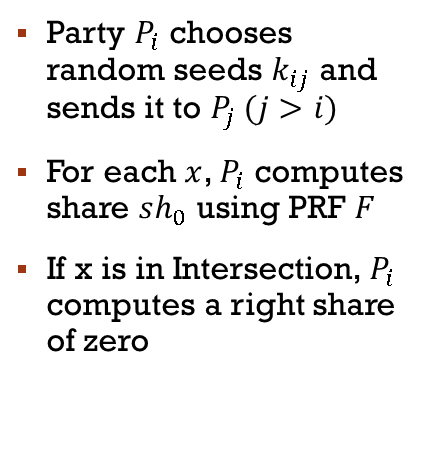 ▪ Party 𝑃ᵢ chooses
random seeds 𝑘ᵢⱼ and
sends it to 𝑃ⱼ (𝑗 > 𝑖)
▪ For each 𝑥, 𝑃ᵢ computes
share 𝑠ℎ₀ using PRF 𝐹
▪ If x is in Intersection, 𝑃ᵢ
computes a right share
of zero